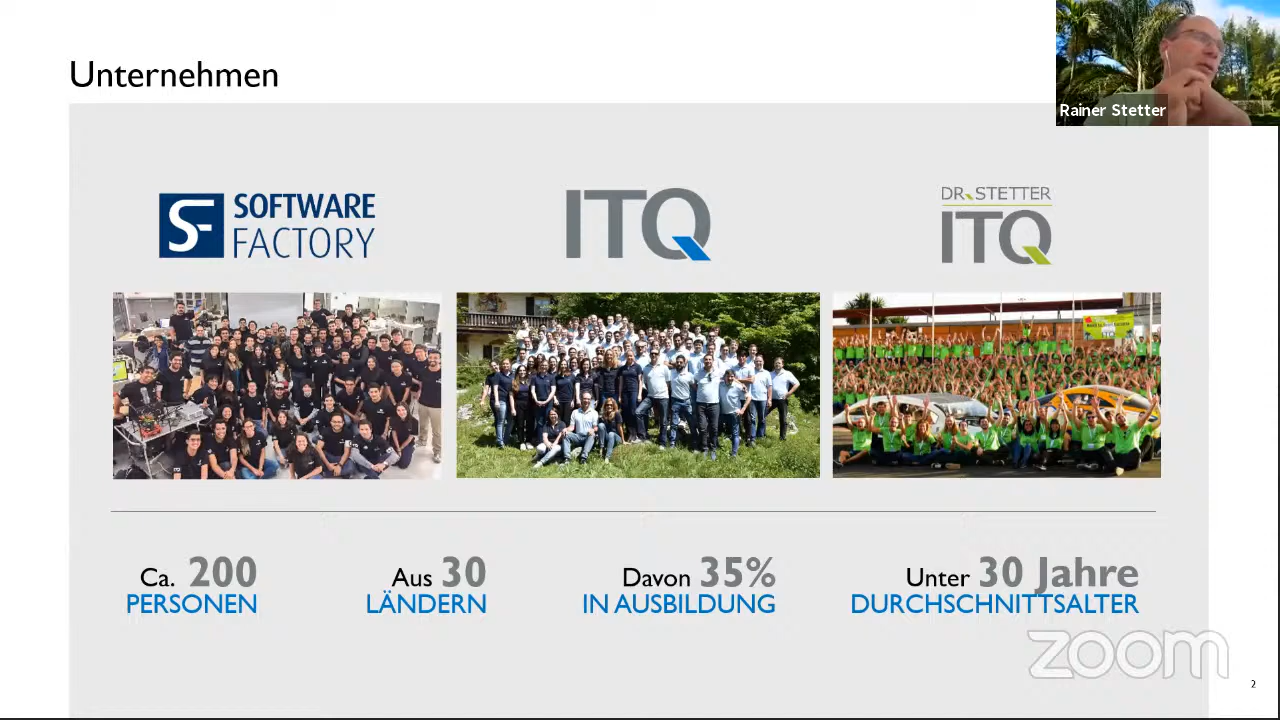 Unternehmen
Rainer Stetter
SF SOFTWARE
FACTORY
ITQ
DR. STETTER
ITQ
Ca. 200
PERSONEN
Aus 30
LÄNDERN
Davon 35%
IN AUSBILDUNG
Unter 30 Jahre
DURCHSCHNITTSALTER
zoom
2